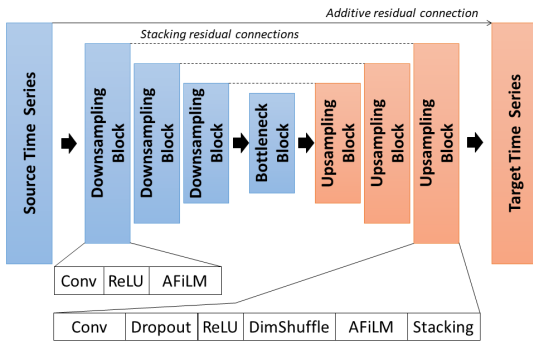 Additive residual connection
Stacking residual connections
Source Time Series
Downsampling
Block
Downsampling
Block
Downsampling
Block
Bottleneck
Block
Upsampling
Block
Upsampling
Block
Upsampling
Block
Target Time Series
Conv ReLU AFiLM
Conv Dropout ReLU DimShuffle AFiLM Stacking